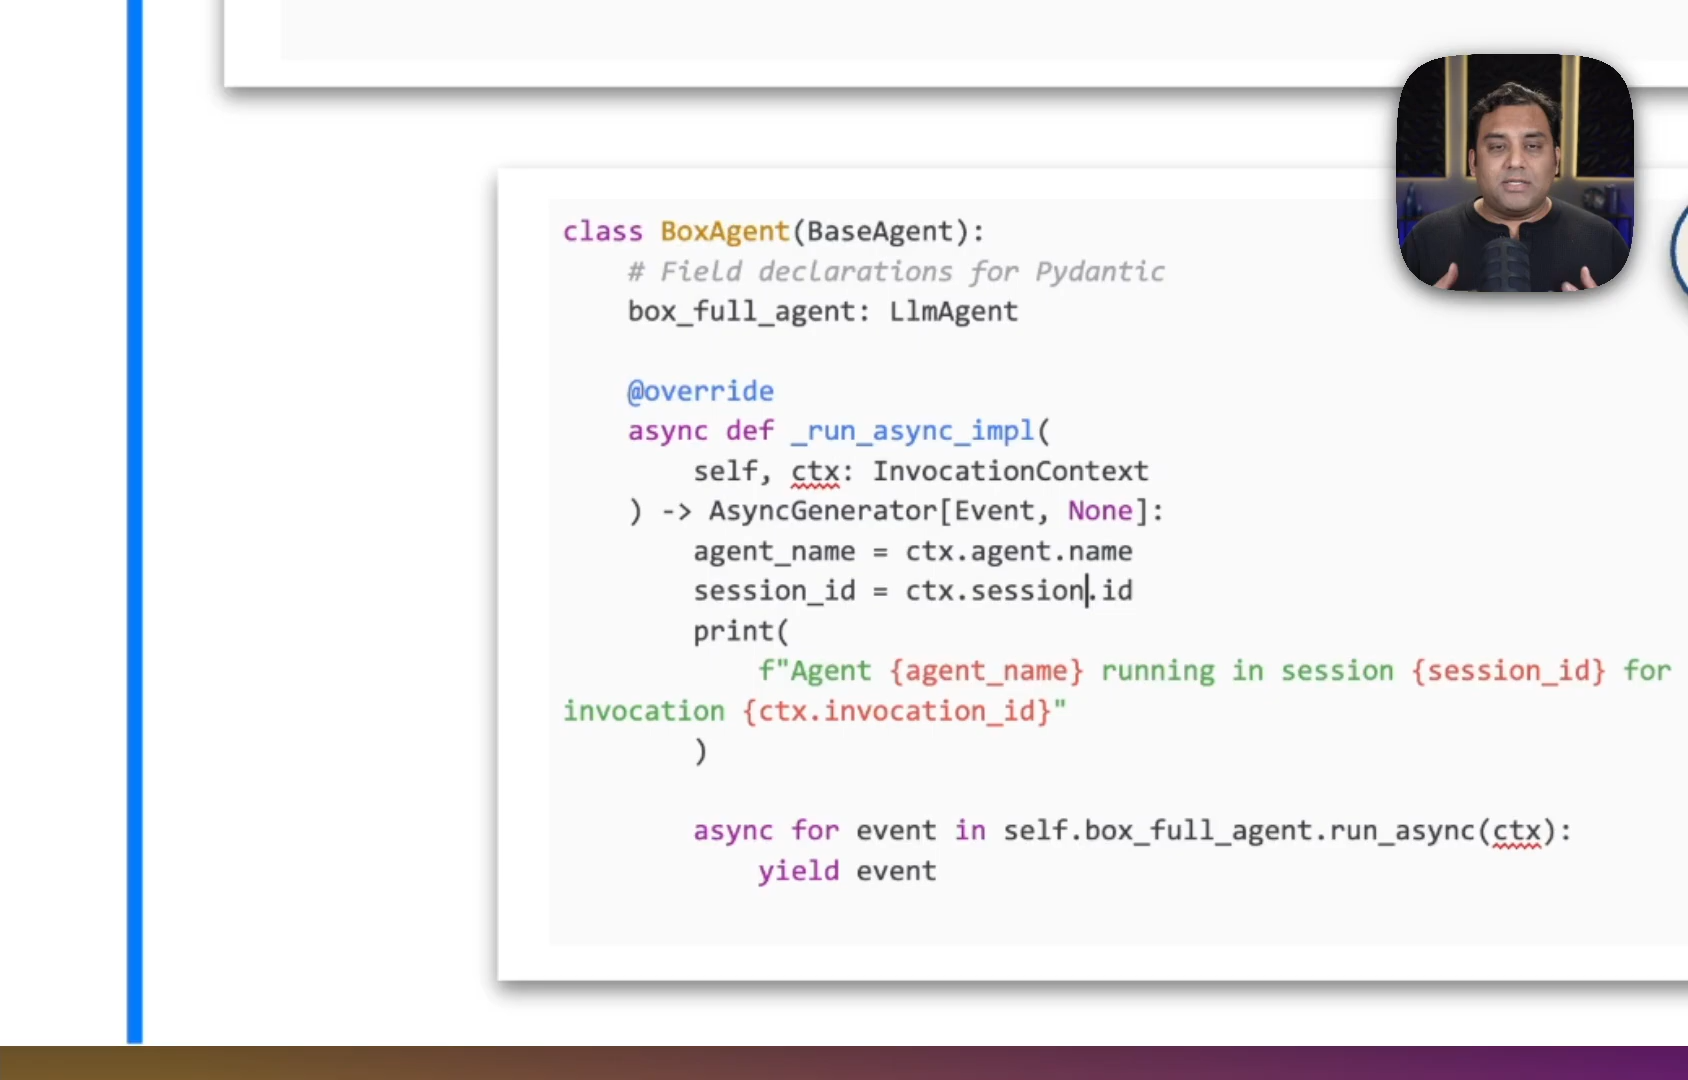 class BoxAgent(BaseAgent):
# Field declarations for Pydantic
box_full_agent: LlmAgent
@override
async def _run_async_impl(
self, ctx: InvocationContext
) -> AsyncGenerator[Event, None]:
agent_name = ctx.agent.name
session_id = ctx.session.id
print(
f"Agent {agent_name} running in session {session_id} for
invocation {ctx.invocation_id}"
)
async for event in self.box_full_agent.run_async(ctx):
yield event